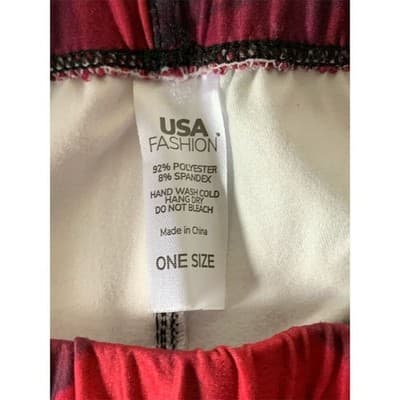 USA
FASHION
92% POLYESTER
8% SPANDEX
HAND WASH COLD
HANG DRY
DO NOT BLEACH
Made in China
ONE SIZE